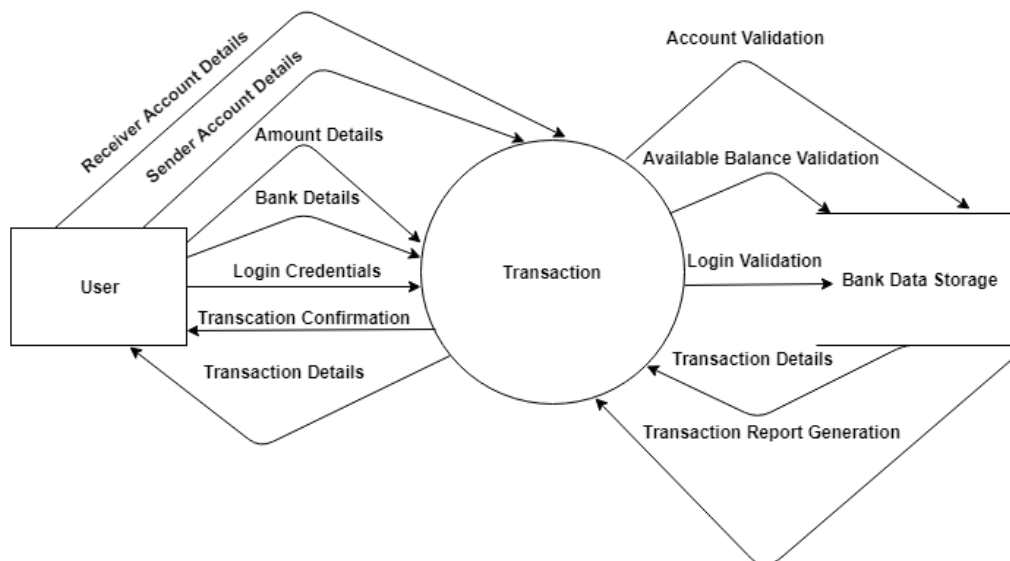 Receiver Account Details
Sender Account Details
Account Validation
Amount Details
Available Balance Validation
Bank Details
Login Credentials
Login Validation
User
Transaction
Bank Data Storage
Transcation Confirmation
Transaction Details
Transaction Details
Transaction Report Generation